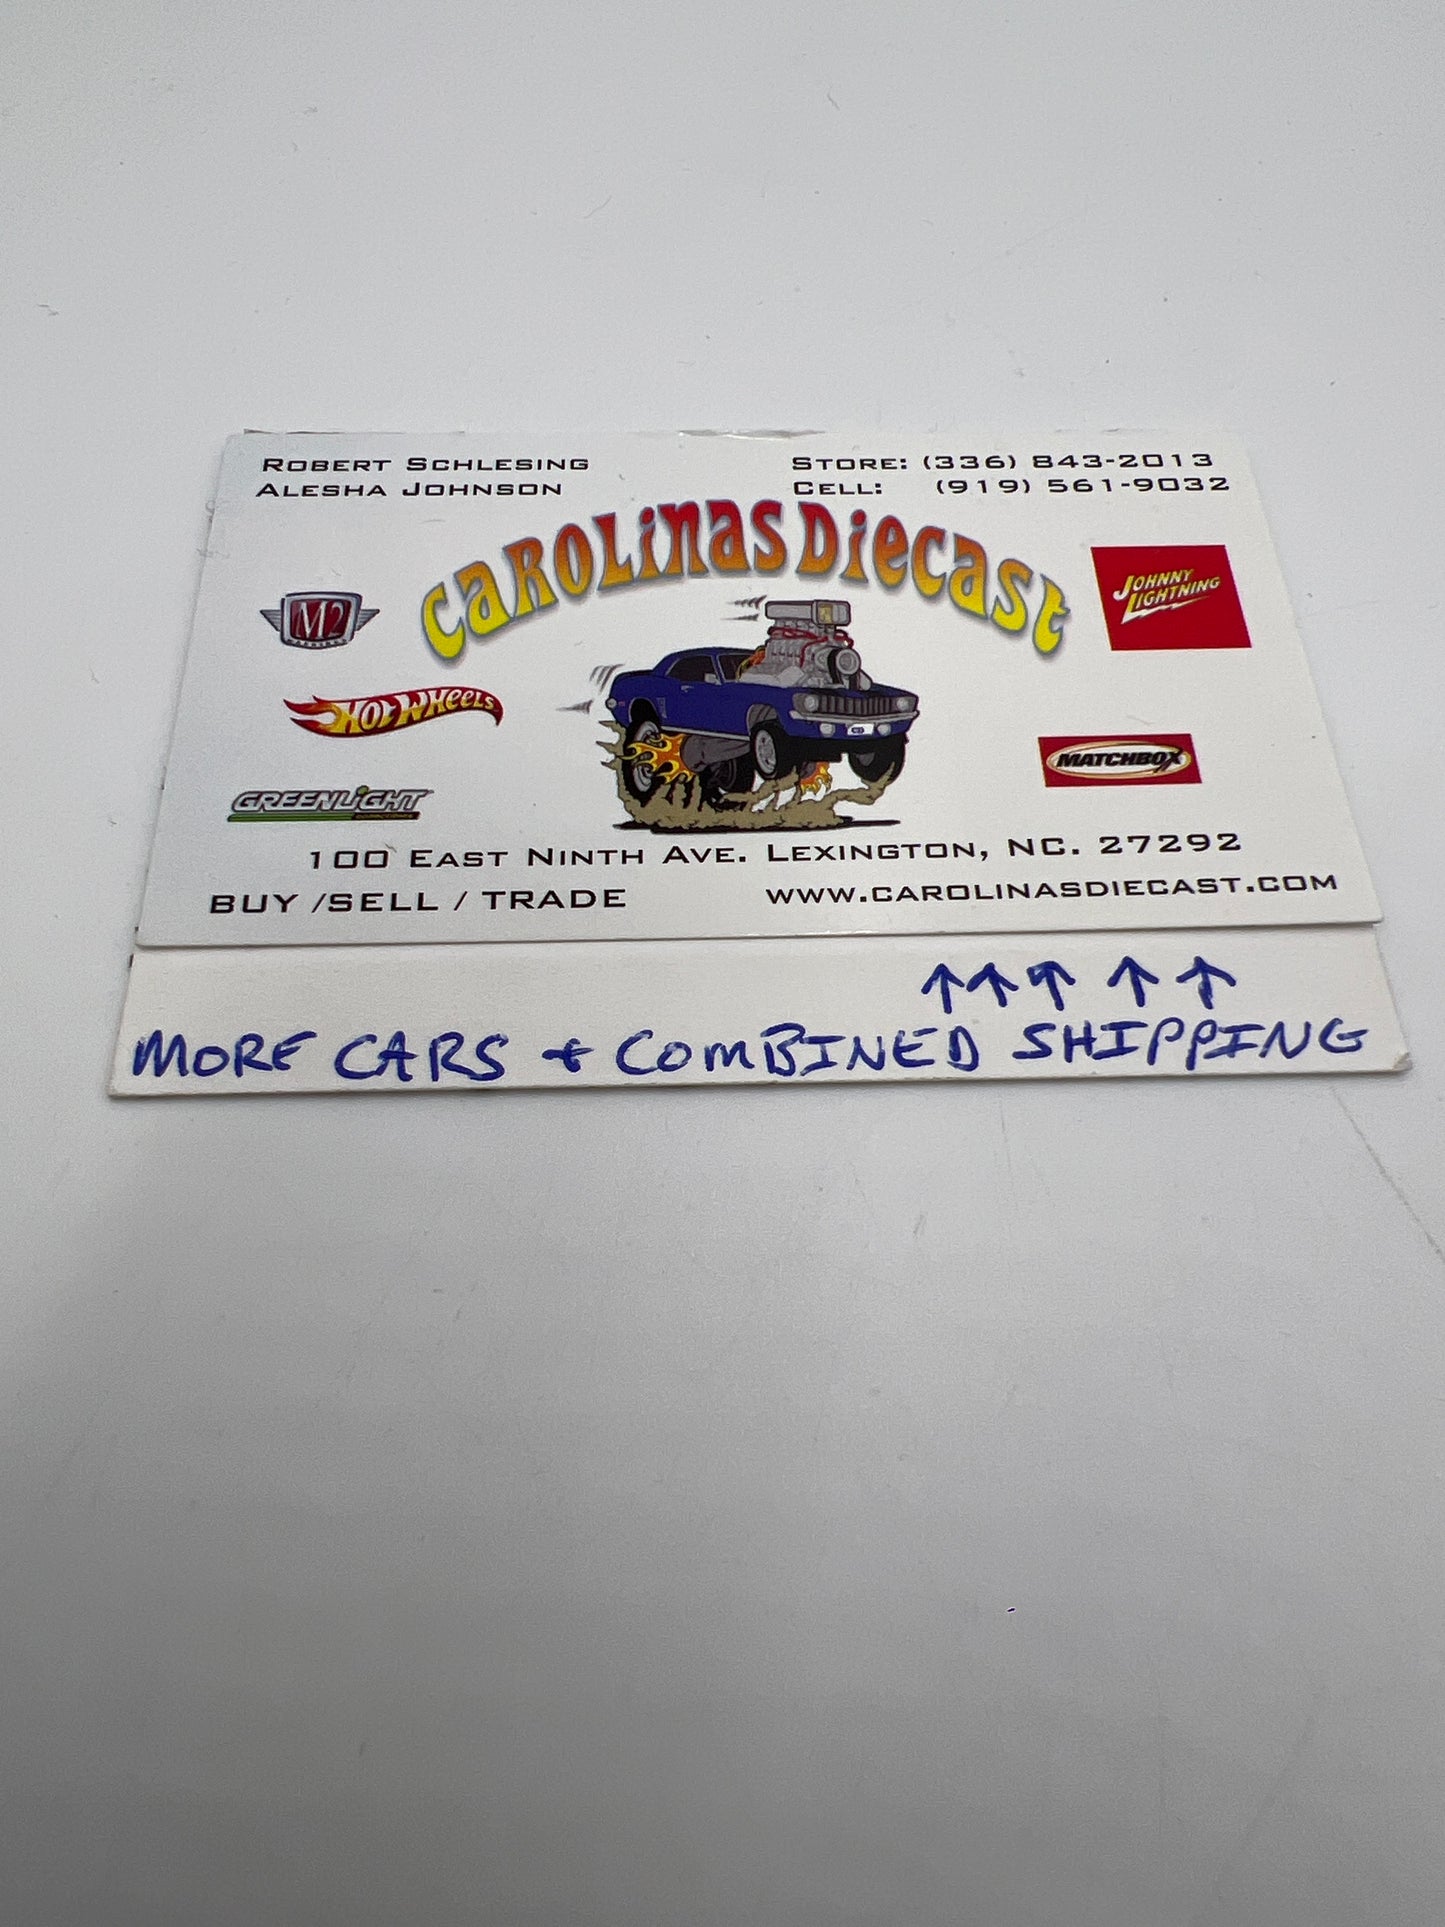 ROBERT SCHLESING STORE: (336) 843-2013
ALESHA JOHNSON CELL: (919) 561-9032
CAROLINAS DIECAST
M2
JOHNNY
LIGHTNING
HOT WHEELS
MATCHBOX
GREENLIGHT
100 EAST NINTH AVE. LEXINGTON, NC. 27292
BUY /SELL / TRADE WWW.CAROLINASDIECAST.COM
↑ ↑ ↑ ↑ ↑
MORE CARS + COMBINED SHIPPING